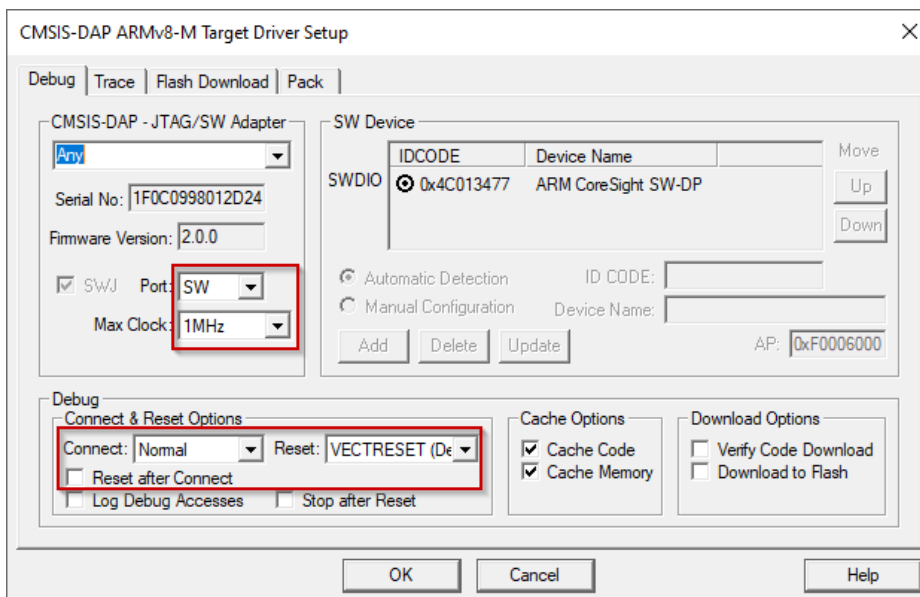 CMSIS-DAP ARMv8-M Target Driver Setup
Debug Trace Flash Download Pack
CMSIS-DAP - JTAG/SW Adapter
Any
Serial No: 1F0C0998012D24
Firmware Version: 2.0.0
SWJ Port: SW
Max Clock: 1MHz
SW Device
IDCODE Device Name
SWDIO 0x4C013477 ARM CoreSight SW-DP
Move
Up
Down
Automatic Detection ID CODE:
Manual Configuration Device Name:
Add Delete Update AP: 0xF0006000
Debug
Connect & Reset Options
Connect: Normal Reset: VECTRESET (De
Reset after Connect
Log Debug Accesses Stop after Reset
Cache Options
Cache Code
Cache Memory
Download Options
Verify Code Download
Download to Flash
OK Cancel Help